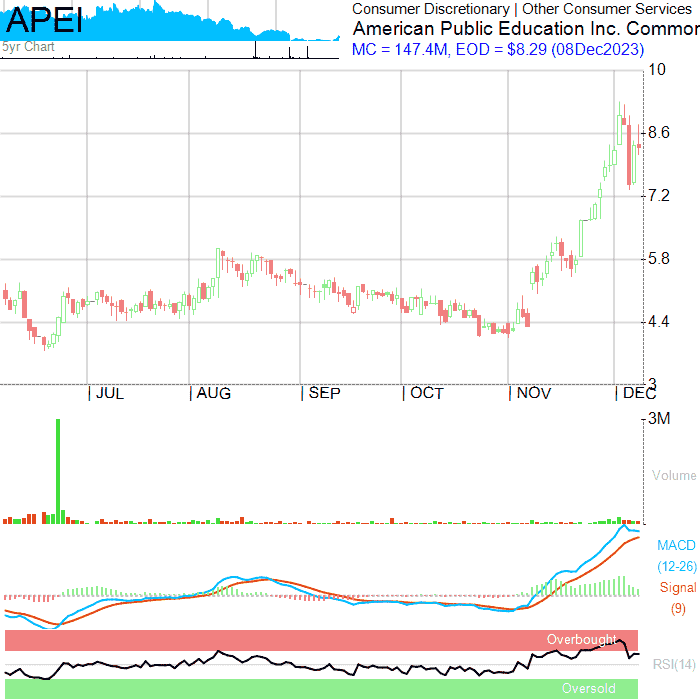 APEI
5yr Chart
Consumer Discretionary | Other Consumer Services
American Public Education Inc. Common
MC = 147.4M, EOD = $8.29 (08Dec2023)
10
8.6
7.2
5.8
4.4
3
JUL
AUG
SEP
OCT
NOV
DEC
3M
Volume
MACD
(12-26)
Signal
(9)
Overbought
RSI(14)
Oversold